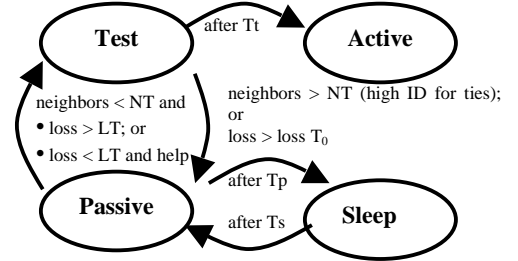 Test
after Tt
Active
neighbors < NT and
• loss > LT; or
• loss < LT and help
neighbors > NT (high ID for ties);
or
loss > loss T₀
Passive
after Tp
after Ts
Sleep